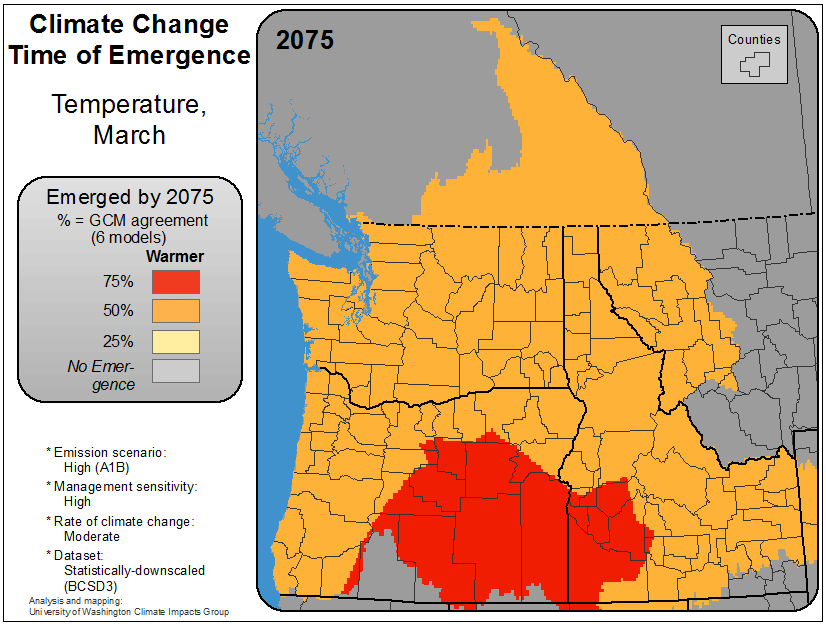 Climate Change
Time of Emergence
Temperature,
March
Emerged by 2075
% = GCM agreement
(6 models)
Warmer
75%
50%
25%
No Emer-
gence
* Emission scenario:
High (A1B)
* Management sensitivity:
High
* Rate of climate change:
Moderate
* Dataset:
Statistically-downscaled
(BCSD3)
Analysis and mapping:
University of Washington Climate Impacts Group
2075
Counties